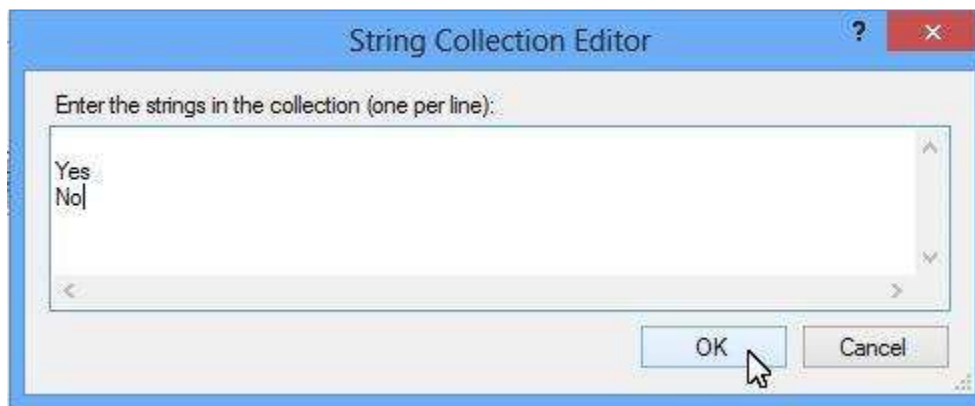 String Collection Editor ? ×
Enter the strings in the collection (one per line):
Yes
No
OK Cancel